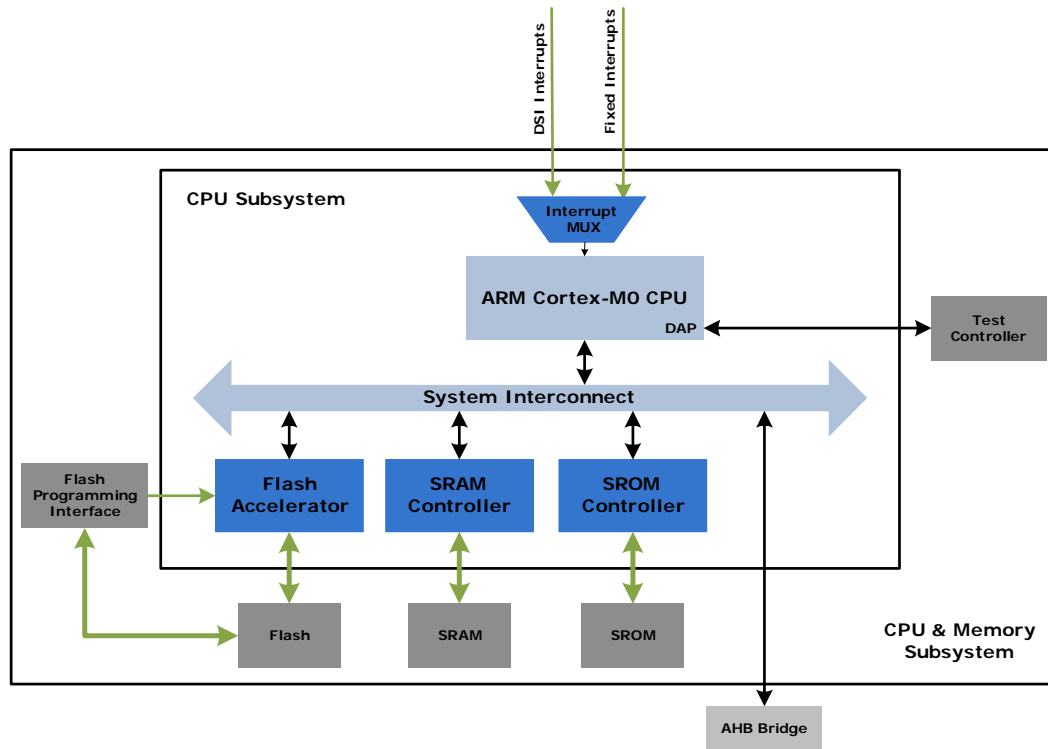 DSI Interrupts
Fixed Interrupts
CPU Subsystem
Interrupt
MUX
ARM Cortex-M0 CPU
DAP
Test
Controller
System Interconnect
Flash
Programming
Interface
Flash
Accelerator
SRAM
Controller
SROM
Controller
Flash
SRAM
SROM
CPU & Memory
Subsystem
AHB Bridge